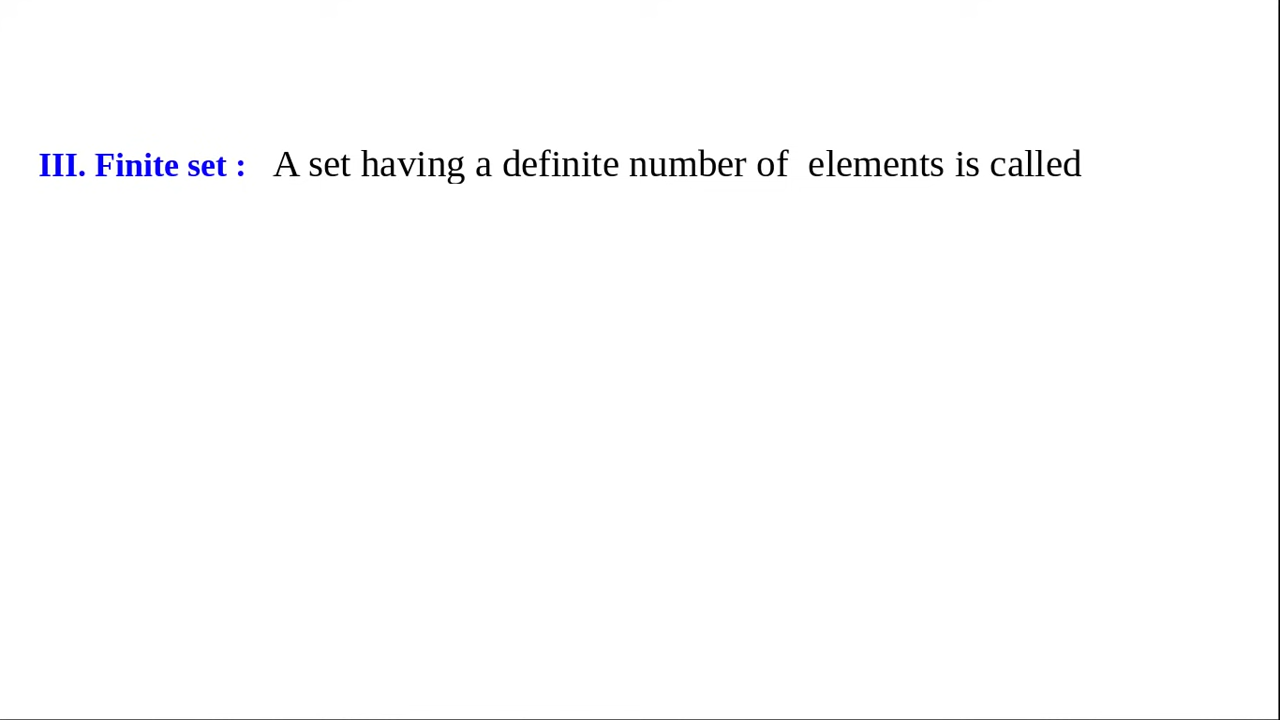 III. Finite set : A set having a definite number of elements is called